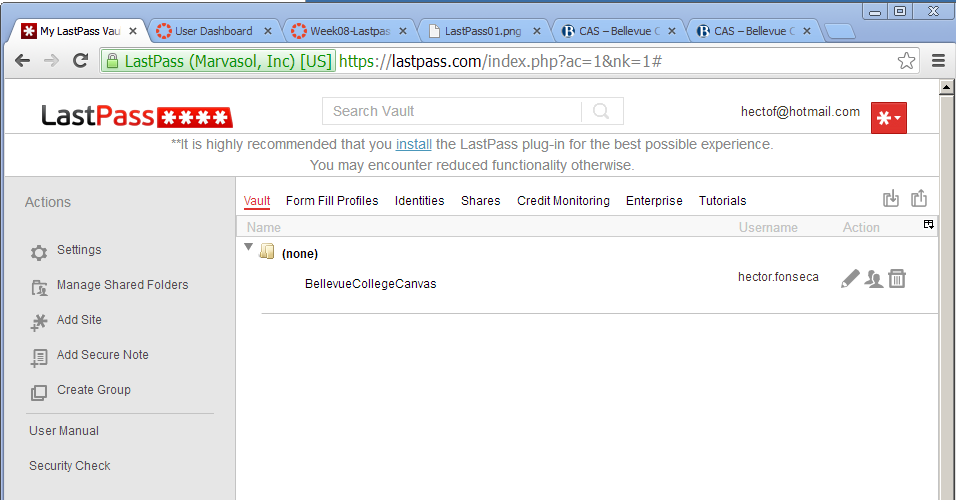 My LastPass Vau
User Dashboard
Week08-Lastpas
LastPass01.png
CAS – Bellevue C
CAS – Bellevue C
LastPass (Marvasol, Inc) [US] https://lastpass.com/index.php?ac=1&nk=1#
LastPass ****
Search Vault
hectof@hotmail.com
**It is highly recommended that you install the LastPass plug-in for the best possible experience.
You may encounter reduced functionality otherwise.
Actions
Settings
Manage Shared Folders
Add Site
Add Secure Note
Create Group
User Manual
Security Check
Vault Form Fill Profiles Identities Shares Credit Monitoring Enterprise Tutorials
Name Username Action
(none)
BellevueCollegeCanvas hector.fonseca